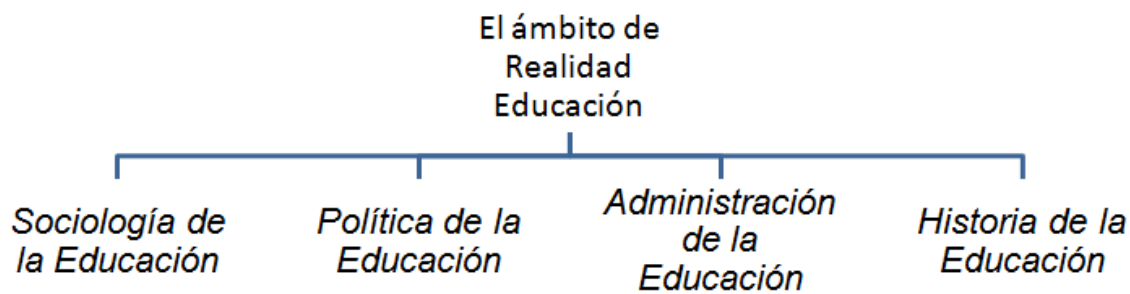 El ámbito de
Realidad
Educación
Sociología de
la Educación
Política de la
Educación
Administración
de la
Educación
Historia de la
Educación